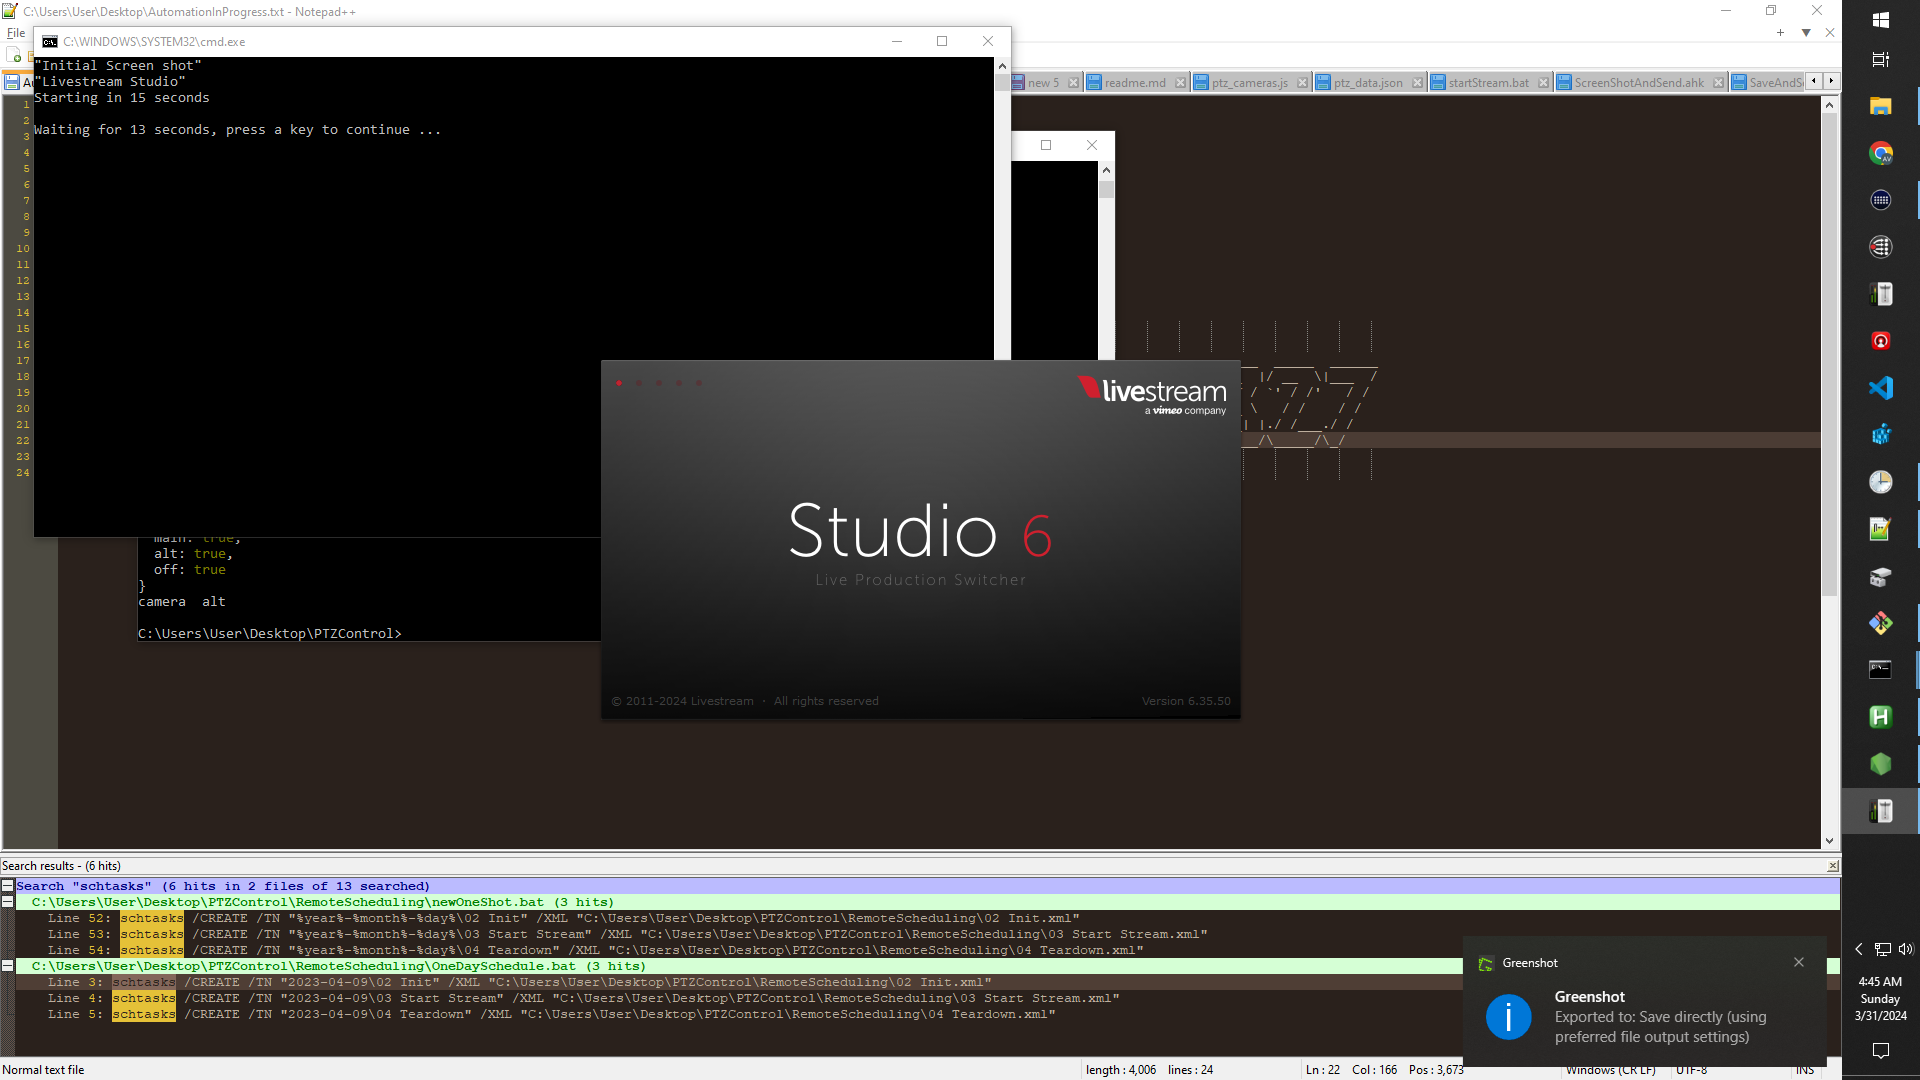 C:\Users\User\Desktop\AutomationInProgress.txt - Notepad++
File
C:\WINDOWS\SYSTEM32\cmd.exe
"Initial Screen shot"
"Livestream Studio"
Starting in 15 seconds
Waiting for 13 seconds, press a key to continue ...
new 5
readme.md
ptz_cameras.js
ptz_data.json
startStream.bat
ScreenShotAndSend.ahk
SaveAndSe
1
2
3
4
5
6
7
8
9
10
11
12
13
14
15
16
17
18
19
20
21
22
23
24
main: true,
alt: true,
off: true
}
camera  alt
C:\Users\User\Desktop\PTZControl>
livestream
a vimeo company
Studio 6
Live Production Switcher
© 2011-2024 Livestream · All rights reserved
Version 6.35.50
Search results - (6 hits)
Search "schtasks" (6 hits in 2 files of 13 searched)
C:\Users\User\Desktop\PTZControl\RemoteScheduling\newOneShot.bat (3 hits)
Line 52: schtasks /CREATE /TN "%year%-%month%-%day%\02 Init" /XML "C:\Users\User\Desktop\PTZControl\RemoteScheduling\02 Init.xml"
Line 53: schtasks /CREATE /TN "%year%-%month%-%day%\03 Start Stream" /XML "C:\Users\User\Desktop\PTZControl\RemoteScheduling\03 Start Stream.xml"
Line 54: schtasks /CREATE /TN "%year%-%month%-%day%\04 Teardown" /XML "C:\Users\User\Desktop\PTZControl\RemoteScheduling\04 Teardown.xml"
C:\Users\User\Desktop\PTZControl\RemoteScheduling\OneDaySchedule.bat (3 hits)
Line 3: schtasks /CREATE /TN "2023-04-09\02 Init" /XML "C:\Users\User\Desktop\PTZControl\RemoteScheduling\02 Init.xml"
Line 4: schtasks /CREATE /TN "2023-04-09\03 Start Stream" /XML "C:\Users\User\Desktop\PTZControl\RemoteScheduling\03 Start Stream.xml"
Line 5: schtasks /CREATE /TN "2023-04-09\04 Teardown" /XML "C:\Users\User\Desktop\PTZControl\RemoteScheduling\04 Teardown.xml"
Greenshot
Greenshot
Exported to: Save directly (using
preferred file output settings)
4:45 AM
Sunday
3/31/2024
Normal text file
length : 4,006
lines : 24
Ln : 22
Col : 166
Pos : 3,673
Windows (CR LF)
UTF-8
INS